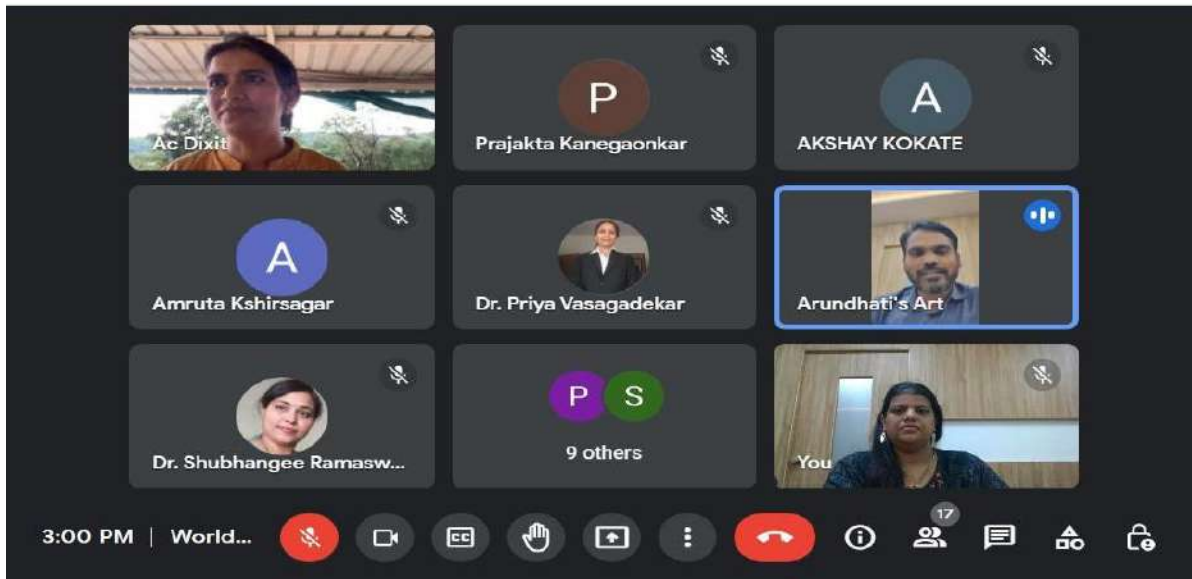 P
A
Ac Dixit
Prajakta Kanegaonkar
AKSHAY KOKATE
A
Amruta Kshirsagar
Dr. Priya Vasagadekar
Arundhati's Art
P S
Dr. Shubhangee Ramasw...
9 others
You
17
3:00 PM | World...
CC